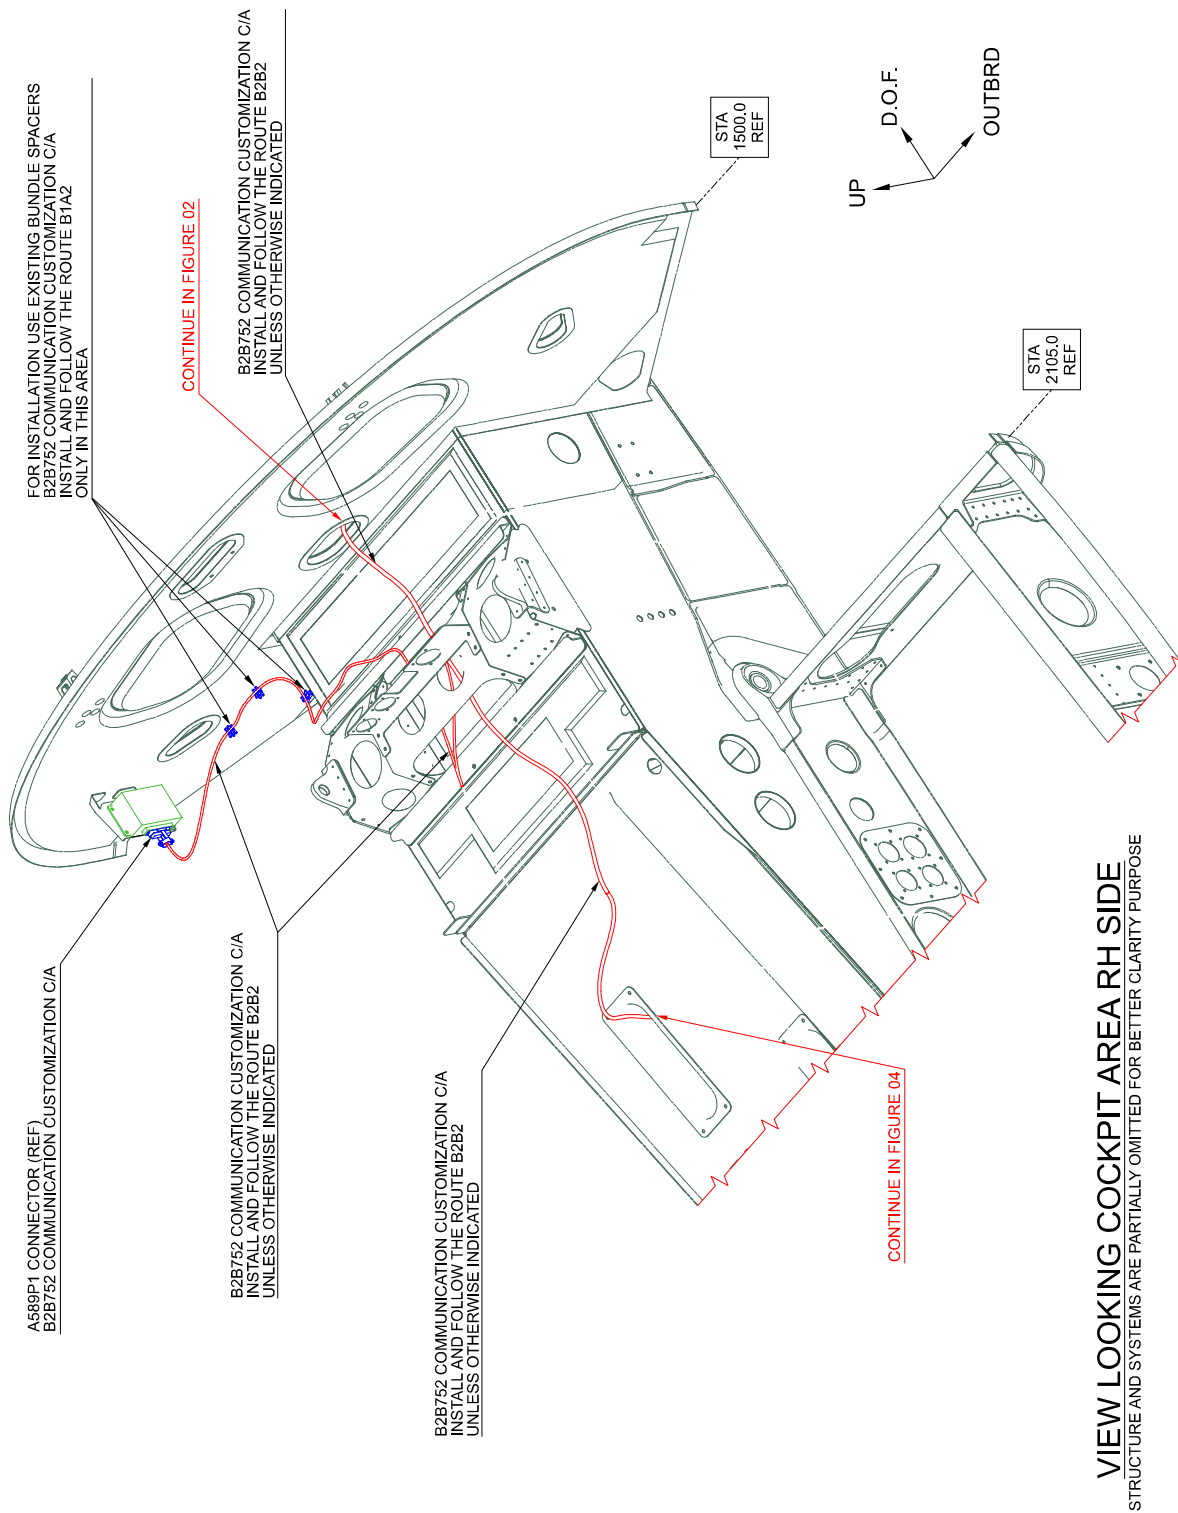 A589P1 CONNECTOR (REF)
B2B752 COMMUNICATION CUSTOMIZATION C/A
FOR INSTALLATION USE EXISTING BUNDLE SPACERS
B2B752 COMMUNICATION CUSTOMIZATION C/A
INSTALL AND FOLLOW THE ROUTE B1A2
ONLY IN THIS AREA
CONTINUE IN FIGURE 02
B2B752 COMMUNICATION CUSTOMIZATION C/A
INSTALL AND FOLLOW THE ROUTE B2B2
UNLESS OTHERWISE INDICATED
B2B752 COMMUNICATION CUSTOMIZATION C/A
INSTALL AND FOLLOW THE ROUTE B2B2
UNLESS OTHERWISE INDICATED
B2B752 COMMUNICATION CUSTOMIZATION C/A
INSTALL AND FOLLOW THE ROUTE B2B2
UNLESS OTHERWISE INDICATED
STA
1500.0
REF
UP
D.O.F.
OUTBRD
STA
2105.0
REF
CONTINUE IN FIGURE 04
VIEW LOOKING COCKPIT AREA RH SIDE
STRUCTURE AND SYSTEMS ARE PARTIALLY OMITTED FOR BETTER CLARITY PURPOSE